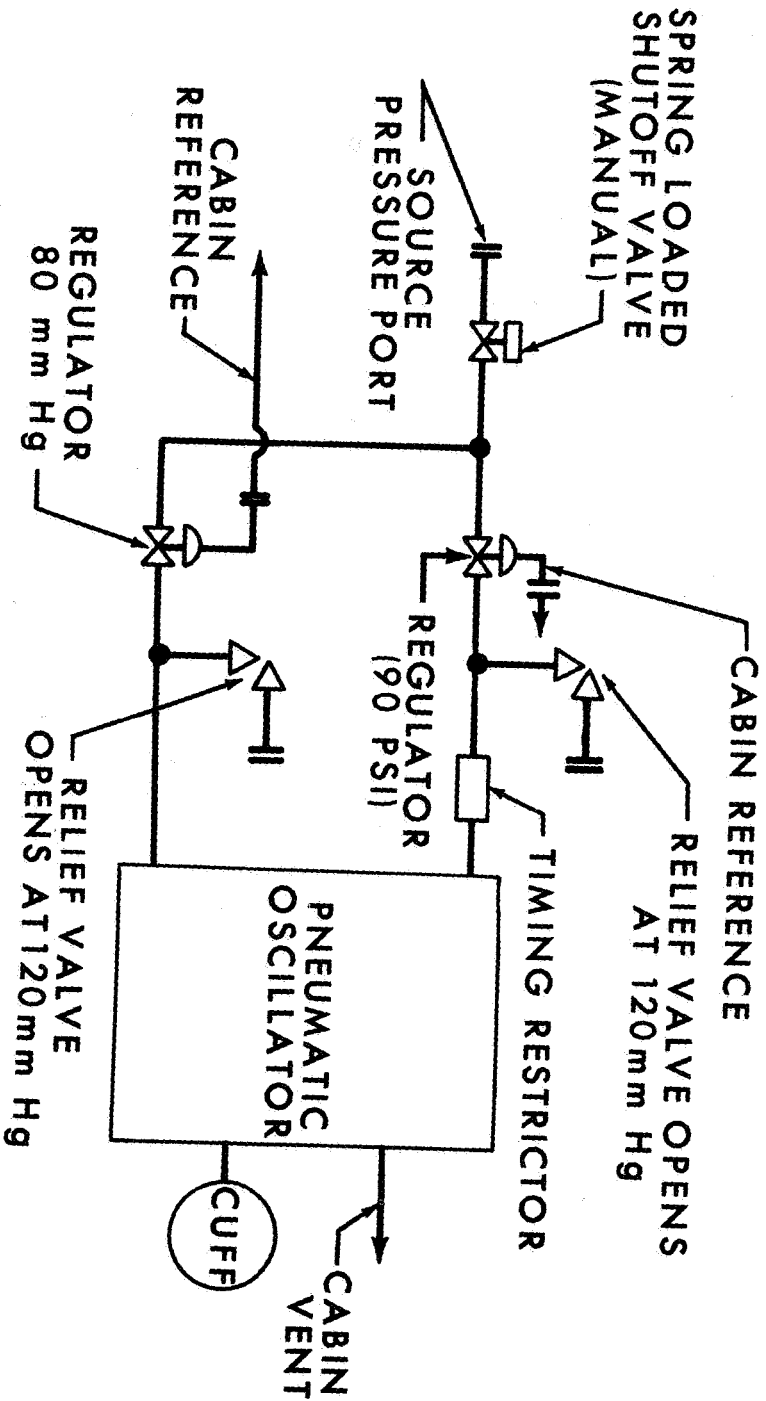 SPRING LOADED
SHUTOFF VALVE
(MANUAL)
SOURCE
PRESSURE PORT
CABIN
REFERENCE
REGULATOR
80 mm Hg
CABIN REFERENCE
RELIEF VALVE OPENS
AT 120mm Hg
REGULATOR
(90 PSI)
TIMING RESTRICTOR
RELIEF VALVE
OPENS AT 120mm Hg
PNEUMATIC
OSCILLATOR
CABIN
VENT
CUFF